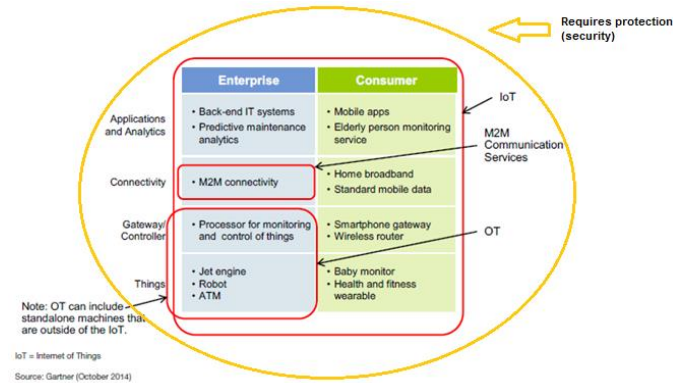 Requires protection
(security)
Enterprise
Consumer
IoT
Applications
and Analytics
• Back-end IT systems
• Predictive maintenance
analytics
• Mobile apps
• Elderly person monitoring
service
M2M
Communication
Services
Connectivity
• M2M connectivity
• Home broadband
• Standard mobile data
Gateway/
Controller
• Processor for monitoring
and control of things
• Smartphone gateway
• Wireless router
OT
Things
• Jet engine
• Robot
• ATM
• Baby monitor
• Health and fitness
wearable
Note: OT can include
standalone machines that
are outside of the IoT.
IoT = Internet of Things
Source: Gartner (October 2014)